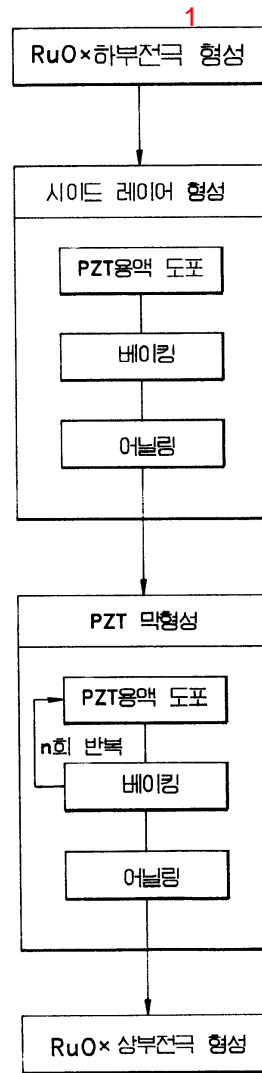 1
RuO× 하부전극 형성
시이드 레이어 형성
PZT용액 도포
베이킹
어닐링
PZT 막형성
PZT용액 도포
n회 반복
베이킹
어닐링
RuO× 상부전극 형성